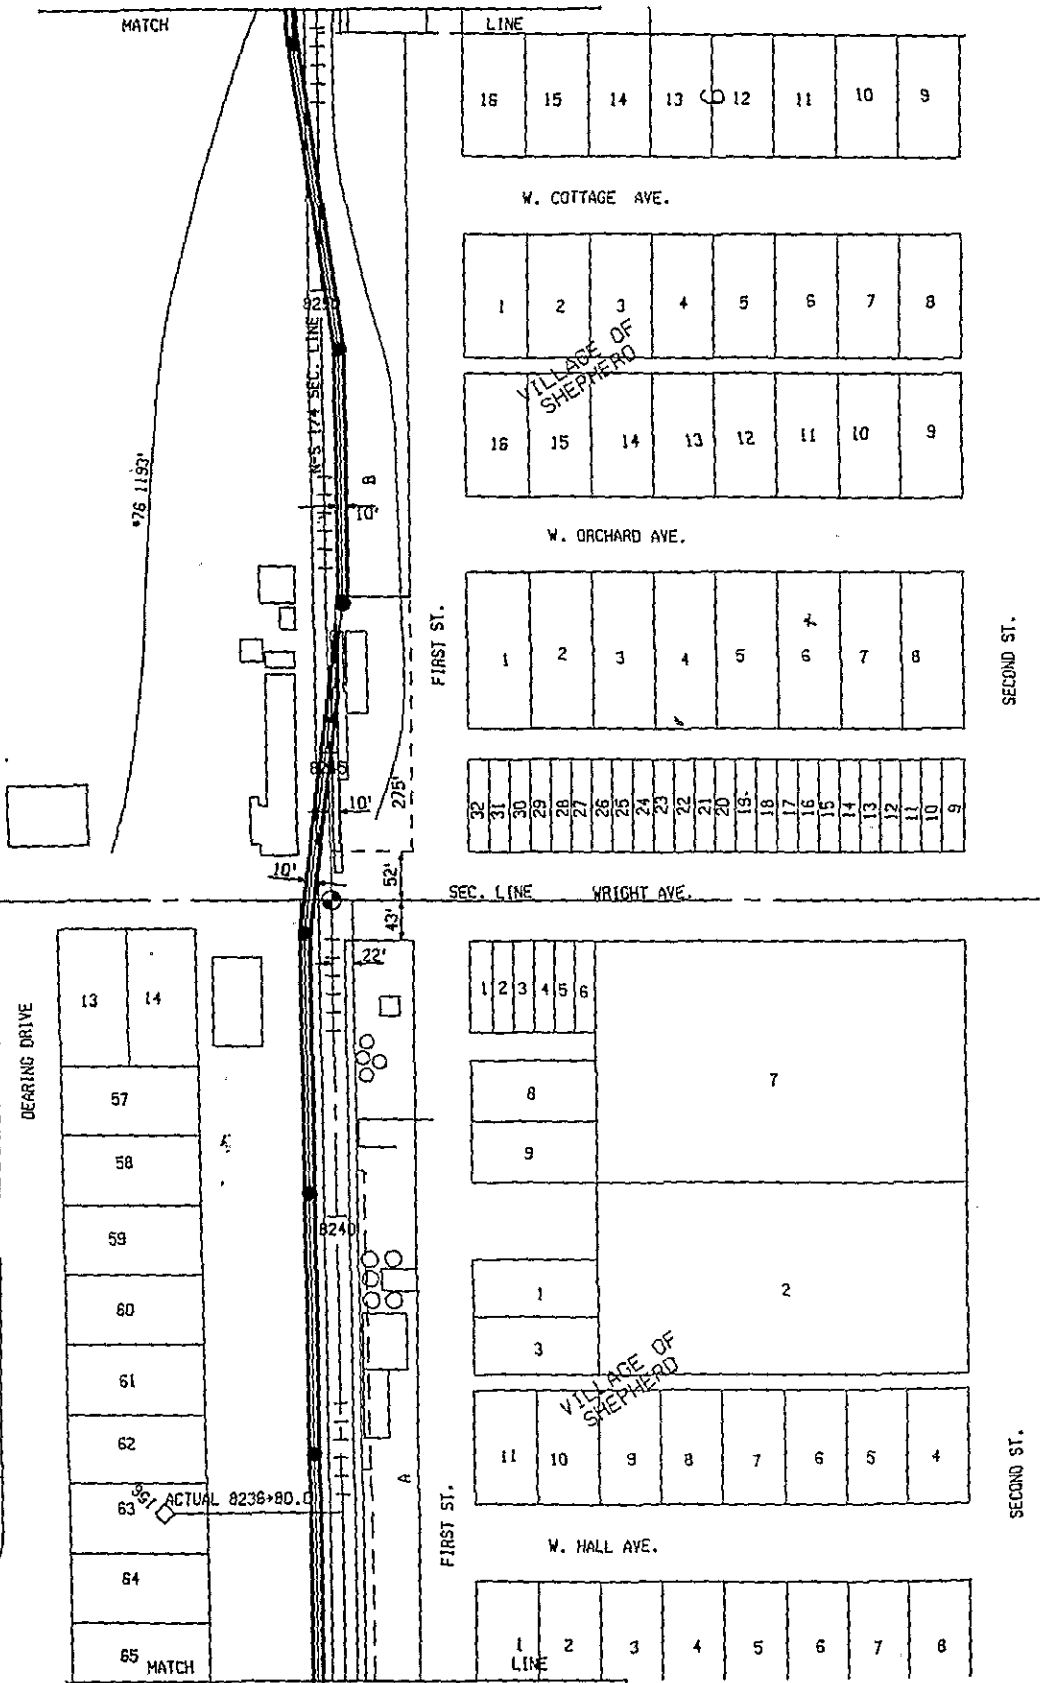 MATCH LINE
16 15 14 13 6 12 11 10 9
W. COTTAGE AVE.
1 2 3 4 5 6 7 8
VILLAGE OF
SHEPHERD
N-S 1/4 SEC. LINE
16 15 14 13 12 11 10 9
*76 1193'
B
10'
W. ORCHARD AVE.
FIRST ST.
SECOND ST.
1 2 3 4 5 6 7 8
8245
10'
275'
32 31 30 29 28 27 26 25 24 23 22 21 20 19 18 17 16 15 14 13 12 11 10 9
10'
52'
SEC. LINE WRIGHT AVE.
43'
22'
DEARING DRIVE
13 14
1 2 3 4 5 6
7
57
8
58
9
59
8240
60
1
2
61
3
VILLAGE OF
SHEPHERD
62
11 10 9 8 7 6 5 4
A
63
1561 ACTUAL 8236+80.0
FIRST ST.
SECOND ST.
W. HALL AVE.
64
65
1 2 3 4 5 6 7 8
MATCH LINE